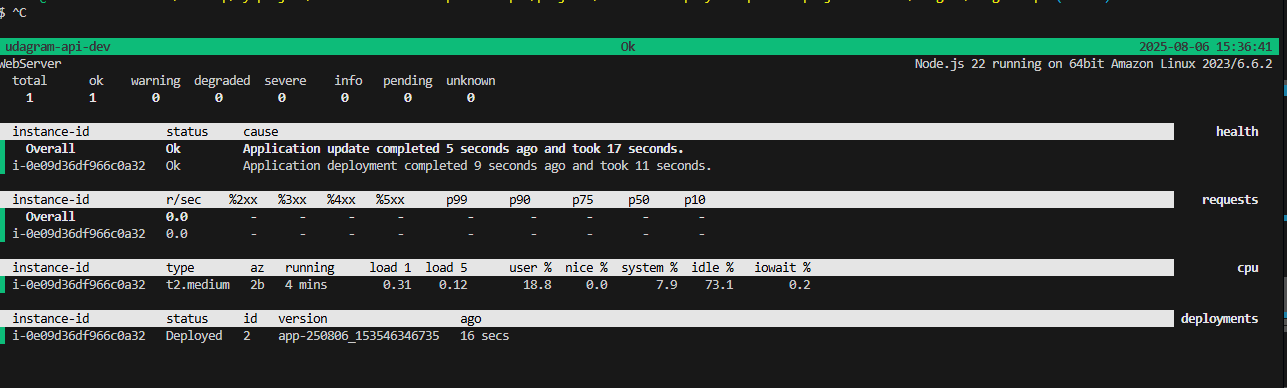 $ ^C
udagram-api-dev Ok 2025-08-06 15:36:41
WebServer Node.js 22 running on 64bit Amazon Linux 2023/6.6.2
total ok warning degraded severe info pending unknown
1 1 0 0 0 0 0 0
instance-id status cause health
Overall Ok Application update completed 5 seconds ago and took 17 seconds.
i-0e09d36df966c0a32 Ok Application deployment completed 9 seconds ago and took 11 seconds.
instance-id r/sec %2xx %3xx %4xx %5xx p99 p90 p75 p50 p10 requests
Overall 0.0 - - - - - - - - -
i-0e09d36df966c0a32 0.0 - - - - - - - - -
instance-id type az running load 1 load 5 user % nice % system % idle % iowait % cpu
i-0e09d36df966c0a32 t2.medium 2b 4 mins 0.31 0.12 18.8 0.0 7.9 73.1 0.2
instance-id status id version ago deployments
i-0e09d36df966c0a32 Deployed 2 app-250806_153546346735 16 secs